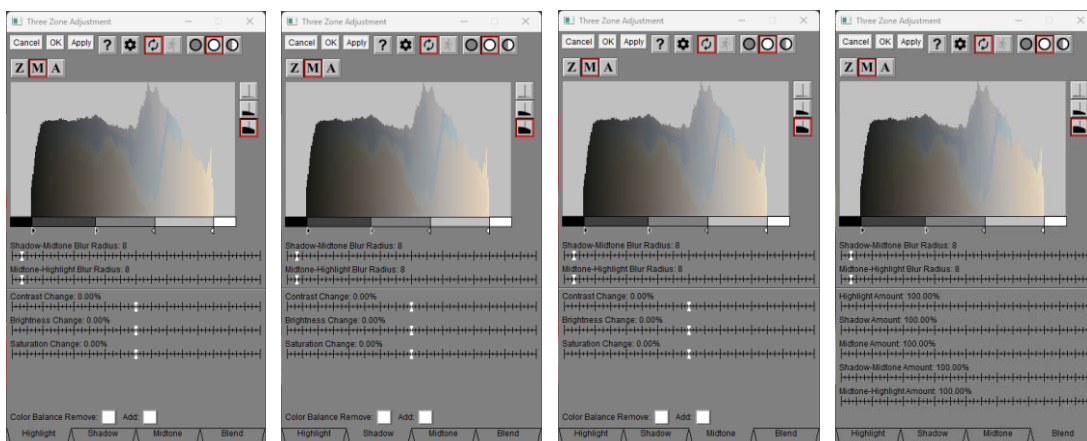 Three Zone Adjustment
Cancel OK Apply ?
Z M A
Shadow-Midtone Blur Radius: 8
Midtone-Highlight Blur Radius: 8
Contrast Change: 0.00%
Brightness Change: 0.00%
Saturation Change: 0.00%
Color Balance Remove: Add:
Highlight Shadow Midtone Blend
Three Zone Adjustment
Cancel OK Apply ?
Z M A
Shadow-Midtone Blur Radius: 8
Midtone-Highlight Blur Radius: 8
Contrast Change: 0.00%
Brightness Change: 0.00%
Saturation Change: 0.00%
Color Balance Remove: Add:
Highlight Shadow Midtone Blend
Three Zone Adjustment
Cancel OK Apply ?
Z M A
Shadow-Midtone Blur Radius: 8
Midtone-Highlight Blur Radius: 8
Contrast Change: 0.00%
Brightness Change: 0.00%
Saturation Change: 0.00%
Color Balance Remove: Add:
Highlight Shadow Midtone Blend
Three Zone Adjustment
Cancel OK Apply ?
Z M A
Shadow-Midtone Blur Radius: 8
Midtone-Highlight Blur Radius: 8
Highlight Amount: 100.00%
Shadow Amount: 100.00%
Midtone Amount: 100.00%
Shadow-Midtone Amount: 100.00%
Midtone-Highlight Amount: 100.00%
Highlight Shadow Midtone Blend